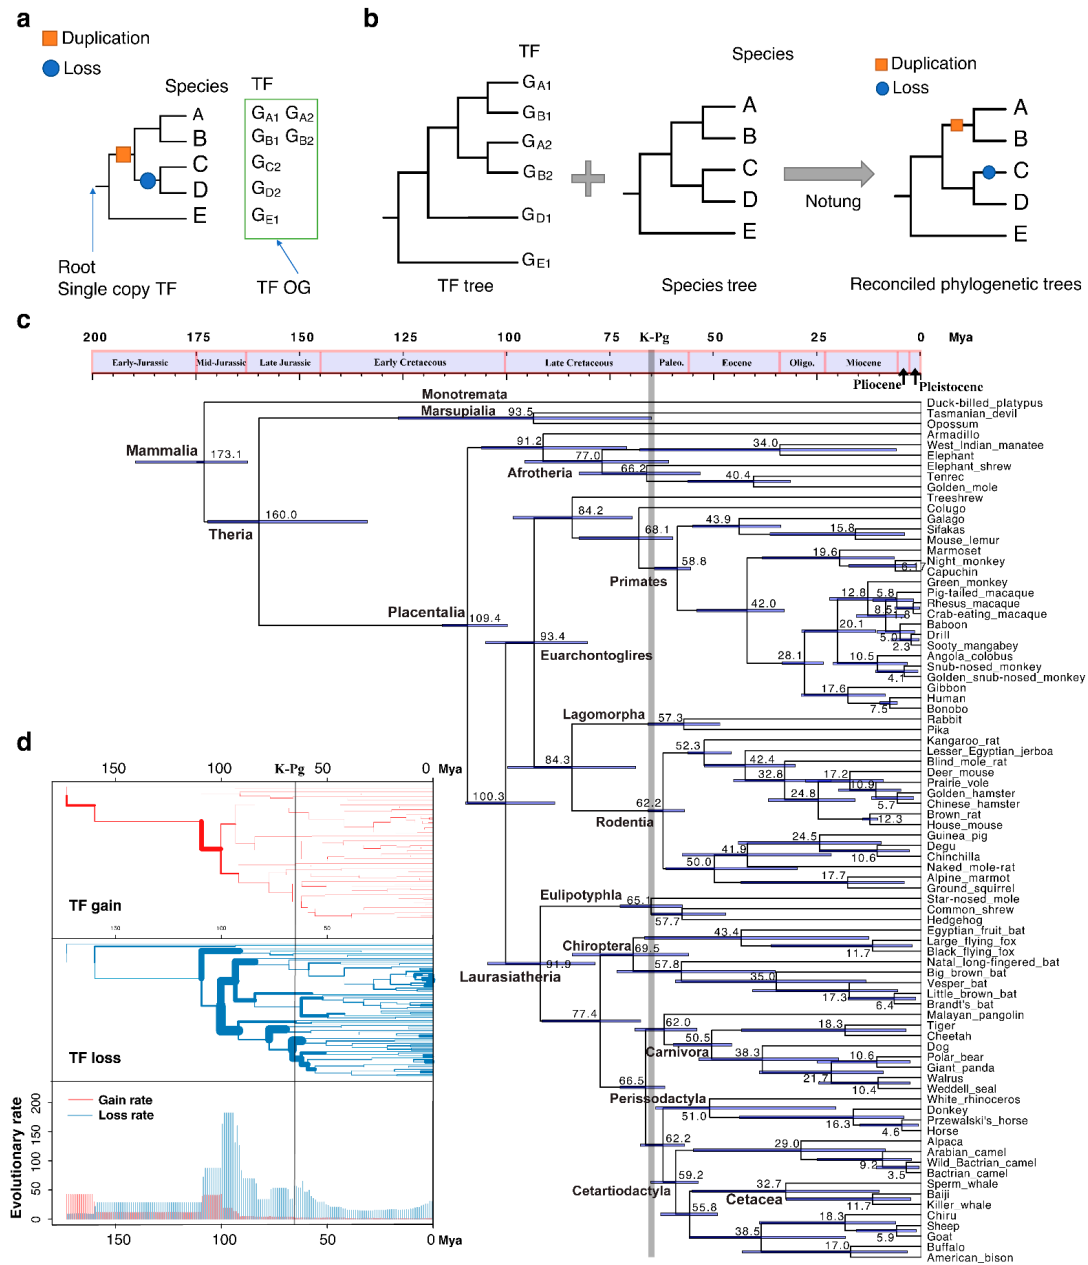 a
Duplication
Loss
Species TF
A
B
C
D
E
GA1 GA2
GB1 GB2
GC2
GD2
GE1
Root
Single copy TF
TF OG
b
TF
GA1
GB1
GA2
GB2
GD1
GE1
TF tree
Species
A
B
C
D
E
Species tree
Notung
Duplication
Loss
A
B
C
D
E
Reconciled phylogenetic trees
c
200 175 150 125 100 75 K-Pg 50 25 0 Mya
Early-Jurassic Mid-Jurassic Late Jurassic Early Cretaceous Late Cretaceous Paleo. Eocene Oligo. Miocene
Pliocene Pleistocene
Monotremata
Marsupialia 93.5
Mammalia
173.1
Theria
160.0
Placentalia
109.4
91.2
77.0
Afrotheria
66.2
34.0
40.4
84.2
68.1
Primates
58.8
43.9
15.8
19.6
42.0
12.8
5.8
8.5
1.8
20.1
5.0
2.3
28.1
10.5
4.1
17.6
7.5
93.4
Euarchontoglires
Lagomorpha
57.3
84.3
100.3
62.2
Rodentia
52.3
42.4
32.8
17.2
10.9
24.8
5.7
12.3
24.5
41.9
10.6
50.0
17.7
Eulipotyphla
65.1
57.7
Chiroptera
69.5
43.4
11.7
57.8
35.0
17.3
6.4
Laurasiatheria
91.9
77.4
62.0
18.3
50.5
Carnivora
38.3
10.6
21.7
10.4
66.5
Perissodactyla
51.0
16.3
4.6
62.2
29.0
9.2
3.5
59.2
Cetartiodactyla
32.7
Cetacea
11.7
55.8
18.3
38.5
5.9
17.0
Duck-billed_platypus
Tasmanian_devil
Opossum
Armadillo
West_Indian_manatee
Elephant
Elephant_shrew
Tenrec
Golden_mole
Treeshrew
Colugo
Galago
Sifakas
Mouse_lemur
Marmoset
Night_monkey
Capuchin
Green_monkey
Pig-tailed_macaque
Rhesus_macaque
Crab-eating_macaque
Baboon
Drill
Sooty_mangabey
Angola_colobus
Snub-nosed_monkey
Golden_snub-nosed_monkey
Gibbon
Human
Bonobo
Rabbit
Pika
Kangaroo_rat
Lesser_Egyptian_jerboa
Blind_mole_rat
Deer_mouse
Prairie_vole
Golden_hamster
Chinese_hamster
Brown_rat
House_mouse
Guinea_pig
Degu
Chinchilla
Naked_mole-rat
Alpine_marmot
Ground_squirrel
Star-nosed_mole
Common_shrew
Hedgehog
Egyptian_fruit_bat
Large_flying_fox
Black_flying_fox
Natal_long-fingered_bat
Big_brown_bat
Vesper_bat
Little_brown_bat
Brandt's_bat
Malayan_pangolin
Tiger
Cheetah
Dog
Polar_bear
Giant_panda
Walrus
Weddell_seal
White_rhinoceros
Donkey
Przewalski's_horse
Horse
Alpaca
Arabian_camel
Wild_Bactrian_camel
Bactrian_camel
Sperm_whale
Baiji
Killer_whale
Chiru
Sheep
Goat
Buffalo
American_bison
d
150 100 K-Pg 50 0 Mya
TF gain
150 100 50
TF loss
Evolutionary rate
200
150
100
50
0
Gain rate
Loss rate
150 100 50 0 Mya